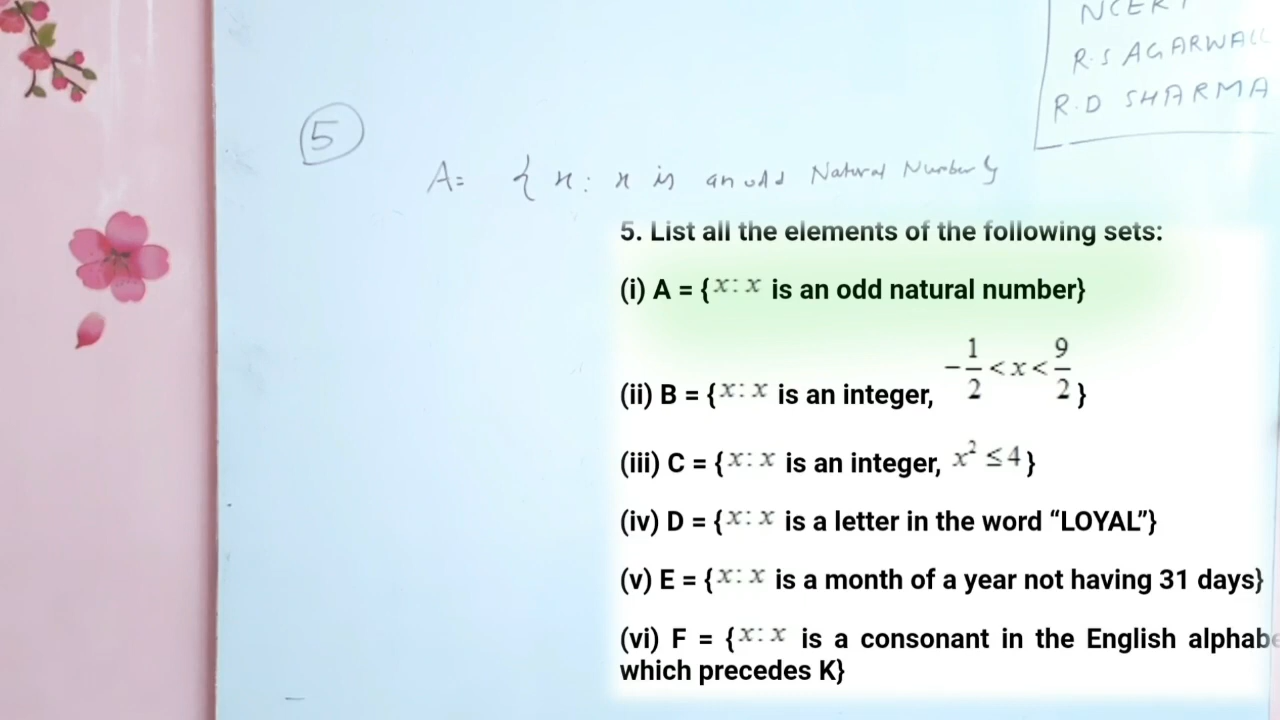 NCERT
R.S AGARWALL
R.D SHARMA
5
A= { x : x is an odd Natural Number }
5. List all the elements of the following sets:
(i) A = {x : x is an odd natural number}
(ii) B = {x : x is an integer, -1/2 < x < 9/2}
(iii) C = {x : x is an integer, x² ≤ 4}
(iv) D = {x : x is a letter in the word “LOYAL”}
(v) E = {x : x is a month of a year not having 31 days}
(vi) F = {x : x is a consonant in the English alphabe
which precedes K}